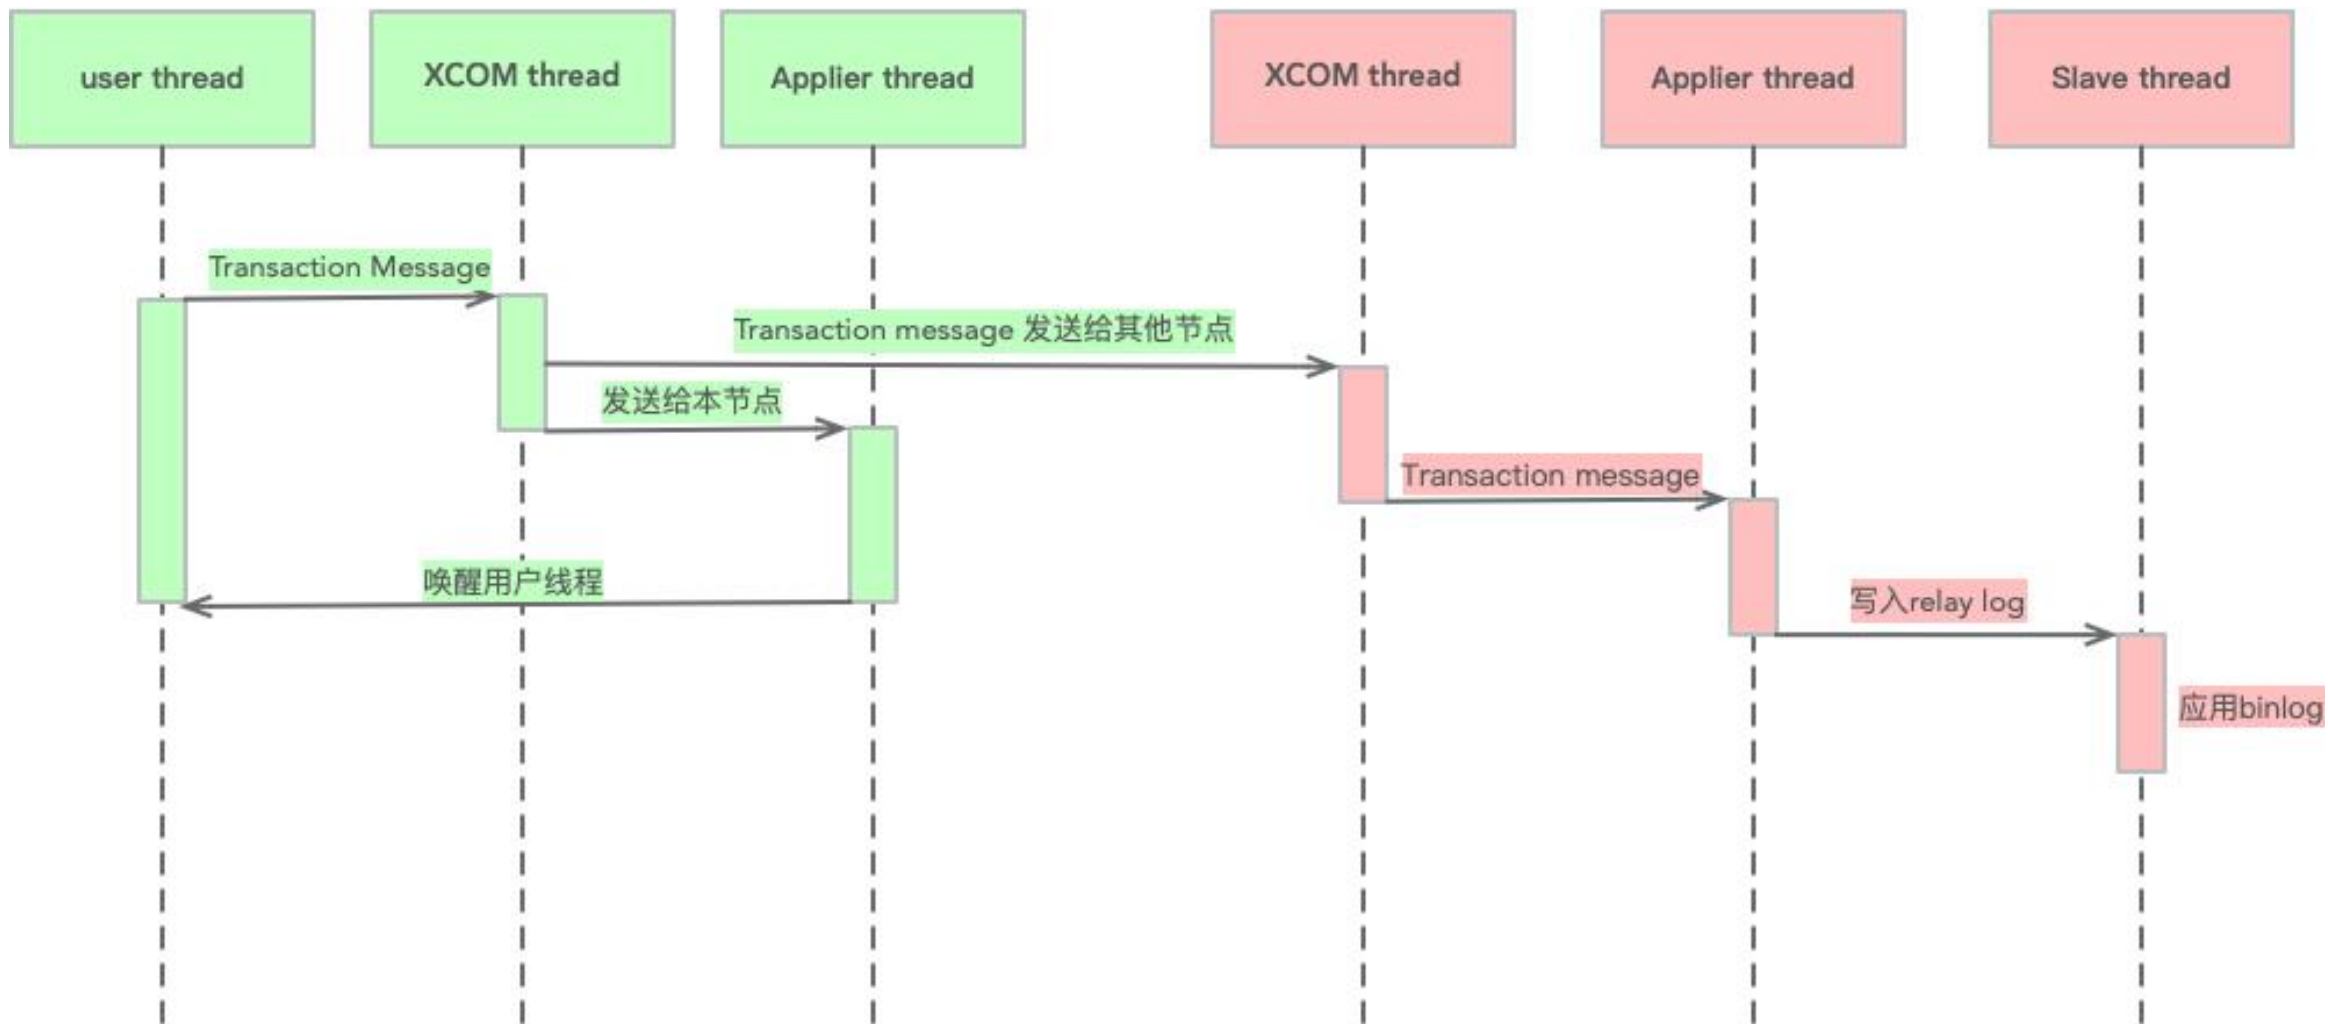 user thread
XCOM thread
Applier thread
XCOM thread
Applier thread
Slave thread
Transaction Message
Transaction message 发送给其他节点
发送给本节点
Transaction message
唤醒用户线程
写入relay log
应用binlog